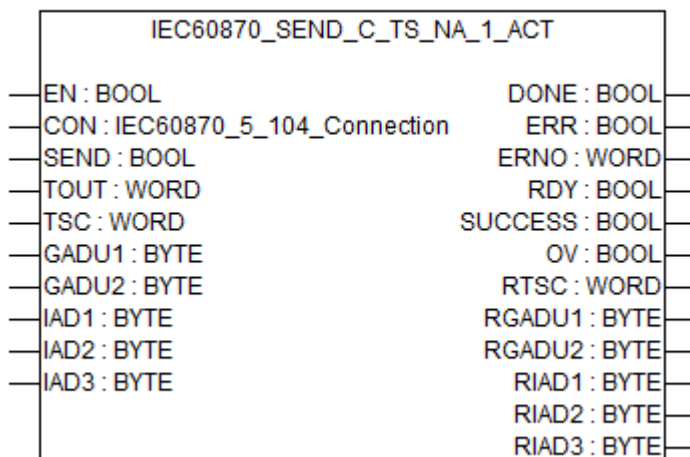 IEC60870_SEND_C_TS_NA_1_ACT
EN : BOOL DONE : BOOL
CON : IEC60870_5_104_Connection ERR : BOOL
SEND : BOOL ERNO : WORD
TOUT : WORD RDY : BOOL
TSC : WORD SUCCESS : BOOL
GADU1 : BYTE OV : BOOL
GADU2 : BYTE RTSC : WORD
IAD1 : BYTE RGADU1 : BYTE
IAD2 : BYTE RGADU2 : BYTE
IAD3 : BYTE RIAD1 : BYTE
RIAD2 : BYTE
RIAD3 : BYTE